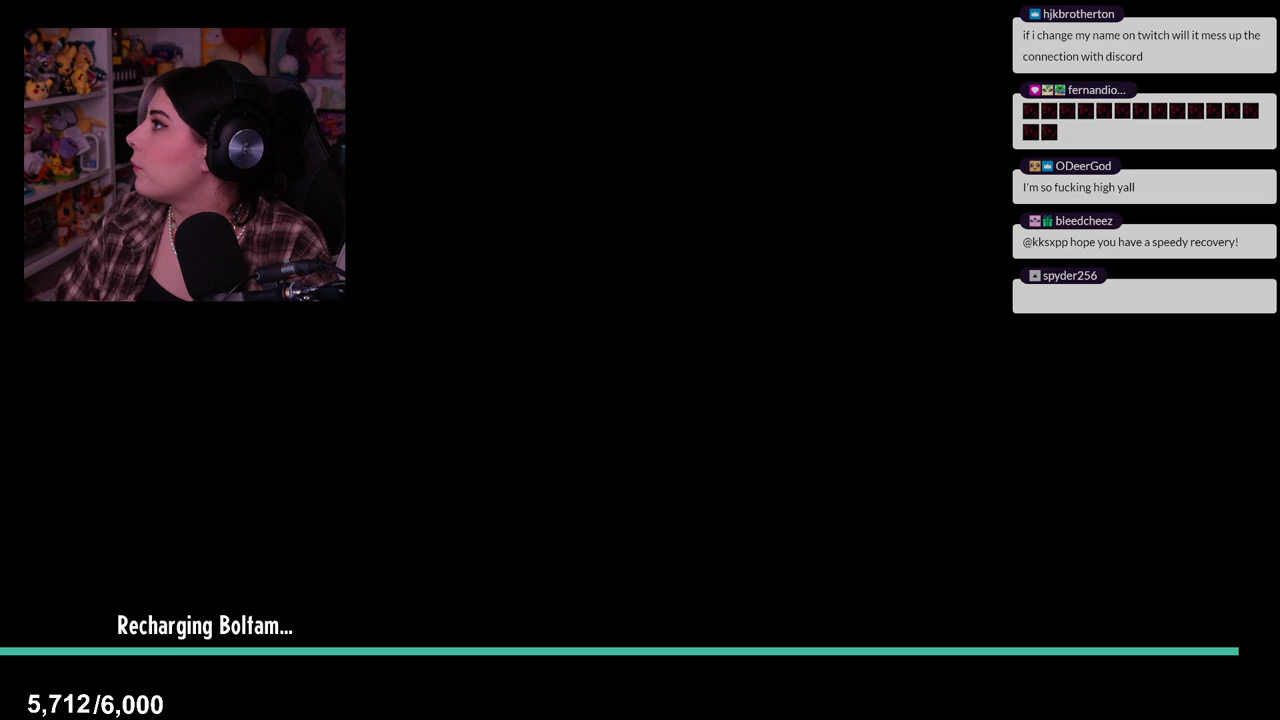 hjkbrotherton
if i change my name on twitch will it mess up the
connection with discord
fernandio...
ODeerGod
I'm so fucking high yall
bleedcheez
@kksxpp hope you have a speedy recovery!
spyder256
Recharging Boltam...
5,712/6,000